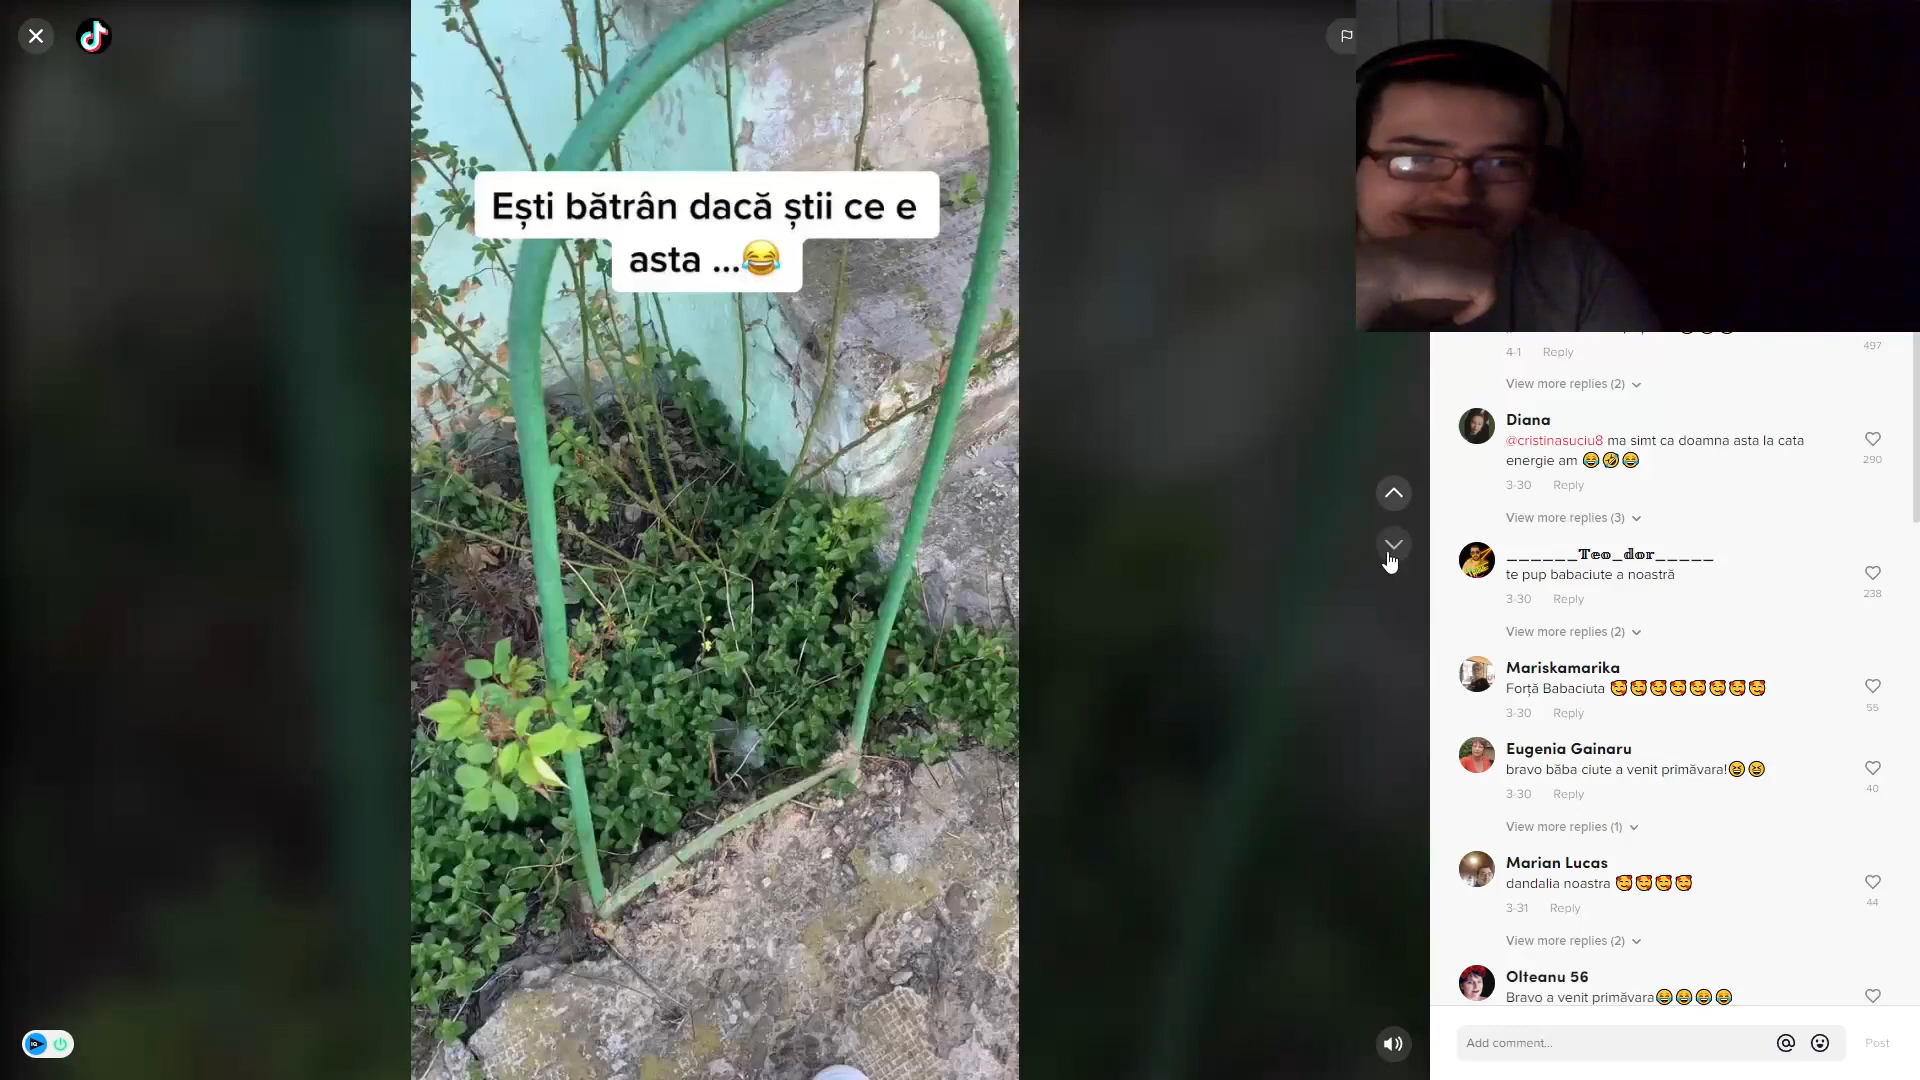 Ești bătrân dacă știi ce e
asta ...😂
497
4-1 Reply
View more replies (2)
Diana
@cristinasuciu8 ma simt ca doamna asta la cata
energie am 😂🤣😂
290
3-30 Reply
View more replies (3)
______𝕋𝕖𝕠_𝕕𝕠𝕣_____
te pup babaciute a noastră
238
3-30 Reply
View more replies (2)
Mariskamarika
Forță Babaciuta 🥰🥰🥰🥰🥰🥰🥰🥰
55
3-30 Reply
Eugenia Gainaru
bravo băba ciute a venit primăvara!😆😆
40
3-30 Reply
View more replies (1)
Marian Lucas
dandalia noastra 🥰🥰🥰🥰
44
3-31 Reply
View more replies (2)
Olteanu 56
Bravo a venit primăvara😂😂😂😂
Add comment...
Post